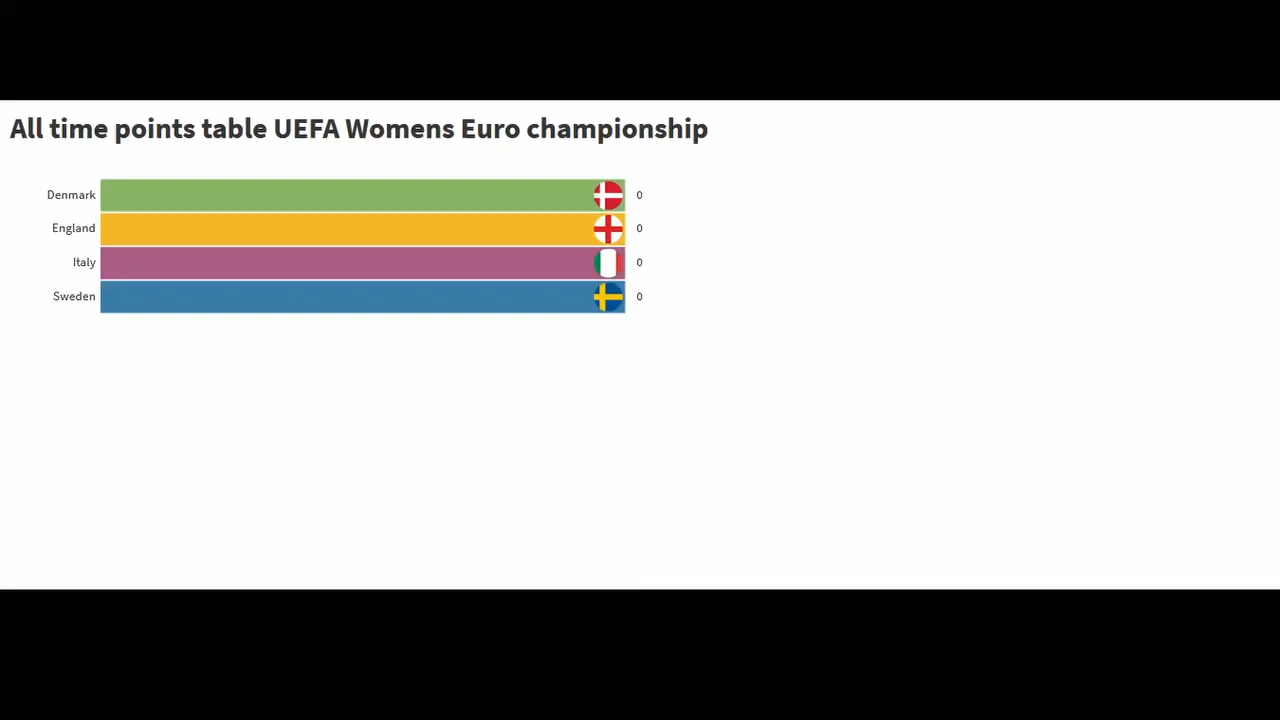 All time points table UEFA Womens Euro championship
Denmark 0
England 0
Italy 0
Sweden 0